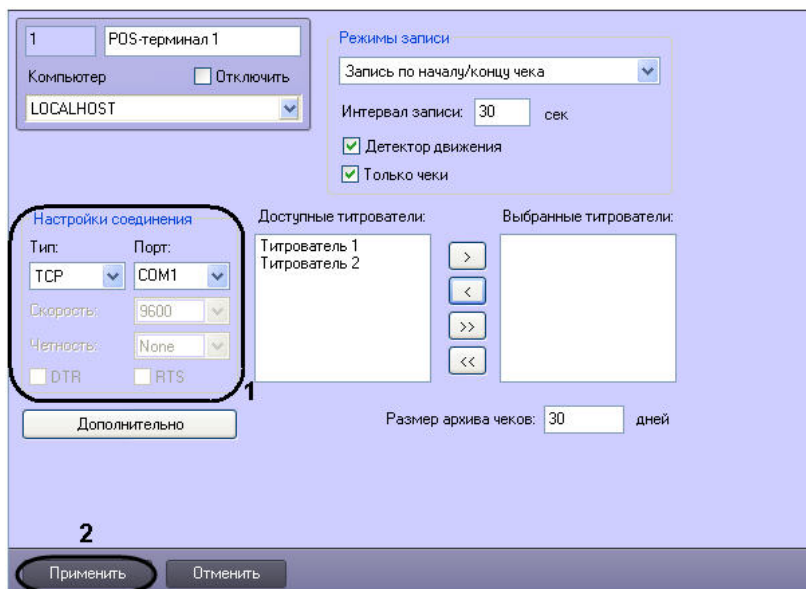 1
POS-терминал 1
Компьютер
Отключить
LOCALHOST
Режимы записи
Запись по началу/концу чека
Интервал записи: 30 сек
Детектор движения
Только чеки
Настройки соединения
Тип: Порт:
TCP COM1
Скорость: 9600
Четность: None
DTR RTS
1
Доступные титрователи:
Титрователь 1
Титрователь 2
>
<
>>
<<
Выбранные титрователи:
Дополнительно
Размер архива чеков: 30 дней
2
Применить Отменить